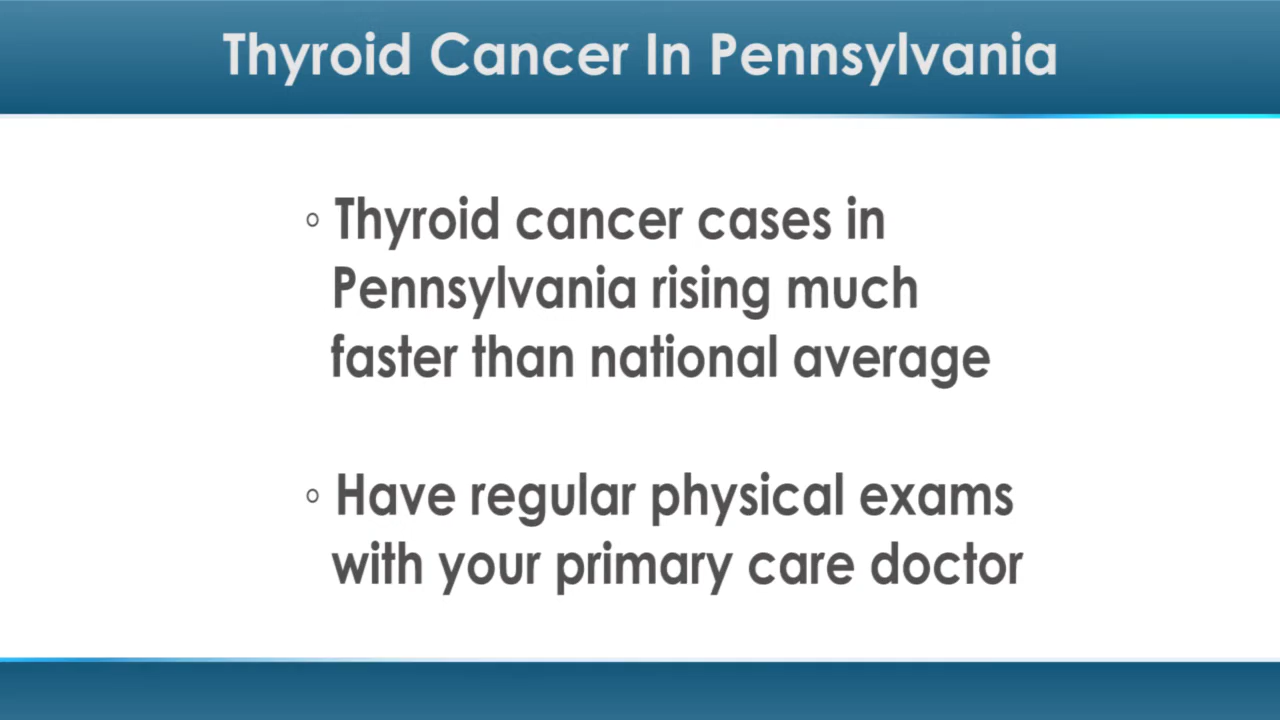 Thyroid Cancer In Pennsylvania
◦ Thyroid cancer cases in
Pennsylvania rising much
faster than national average
◦ Have regular physical exams
with your primary care doctor